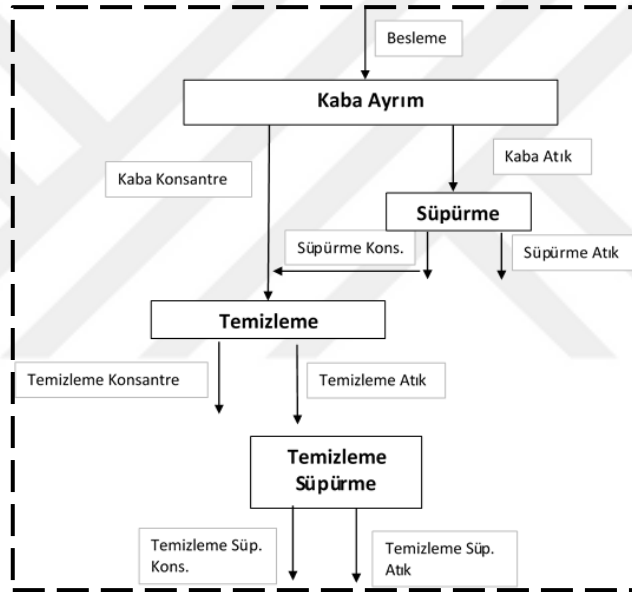 Besleme
Kaba Ayrım
Kaba Konsantre
Kaba Atık
Süpürme
Süpürme Kons.
Süpürme Atık
Temizleme
Temizleme Konsantre
Temizleme Atık
Temizleme
Süpürme
Temizleme Süp.
Kons.
Temizleme Süp.
Atık